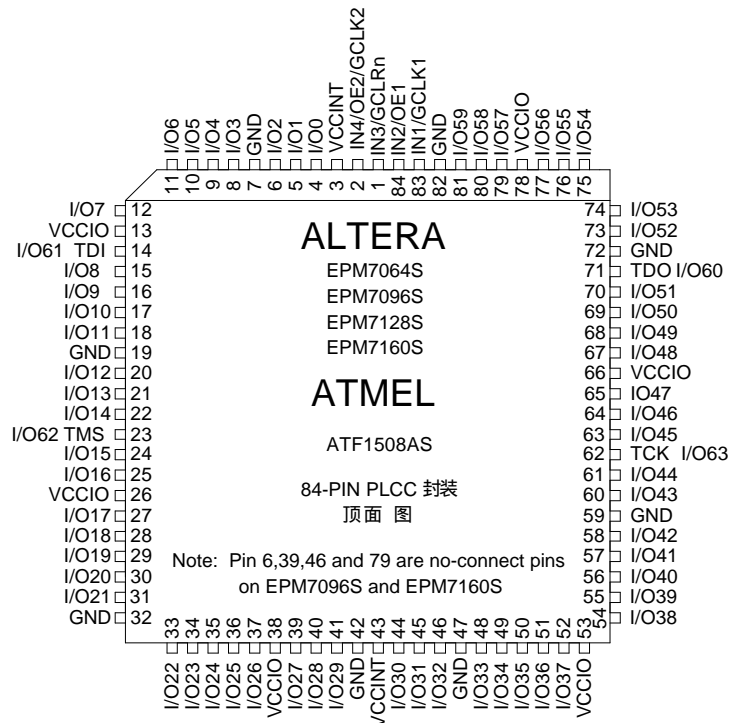 I/O6
I/O5
I/O4
I/O3
GND
I/O2
I/O1
I/O0
VCCINT
IN4/OE2/GCLK2
IN3/GCLRn
IN2/OE1
IN1/GCLK1
GND
I/O59
I/O58
I/O57
VCCIO
I/O56
I/O55
I/O54
11 10 9 8 7 6 5 4 3 2 1 84 83 82 81 80 79 78 77 76 75
I/O7 12
VCCIO 13
I/O61 TDI 14
I/O8 15
I/O9 16
I/O10 17
I/O11 18
GND 19
I/O12 20
I/O13 21
I/O14 22
I/O62 TMS 23
I/O15 24
I/O16 25
VCCIO 26
I/O17 27
I/O18 28
I/O19 29
I/O20 30
I/O21 31
GND 32
ALTERA
EPM7064S
EPM7096S
EPM7128S
EPM7160S
ATMEL
ATF1508AS
84-PIN PLCC 封装
顶面 图
Note: Pin 6,39,46 and 79 are no-connect pins
on EPM7096S and EPM7160S
74 I/O53
73 I/O52
72 GND
71 TDO I/O60
70 I/O51
69 I/O50
68 I/O49
67 I/O48
66 VCCIO
65 IO47
64 I/O46
63 I/O45
62 TCK I/O63
61 I/O44
60 I/O43
59 GND
58 I/O42
57 I/O41
56 I/O40
55 I/O39
54 I/O38
33 34 35 36 37 38 39 40 41 42 43 44 45 46 47 48 49 50 51 52 53
I/O22
I/O23
I/O24
I/O25
I/O26
VCCIO
I/O27
I/O28
I/O29
GND
VCCINT
I/O30
I/O31
I/O32
GND
I/O33
I/O34
I/O35
I/O36
I/O37
VCCIO